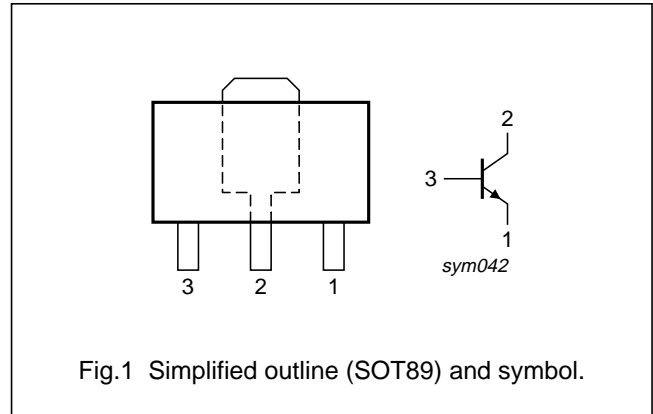 2
3
1
sym042
3 2 1
Fig.1 Simplified outline (SOT89) and symbol.